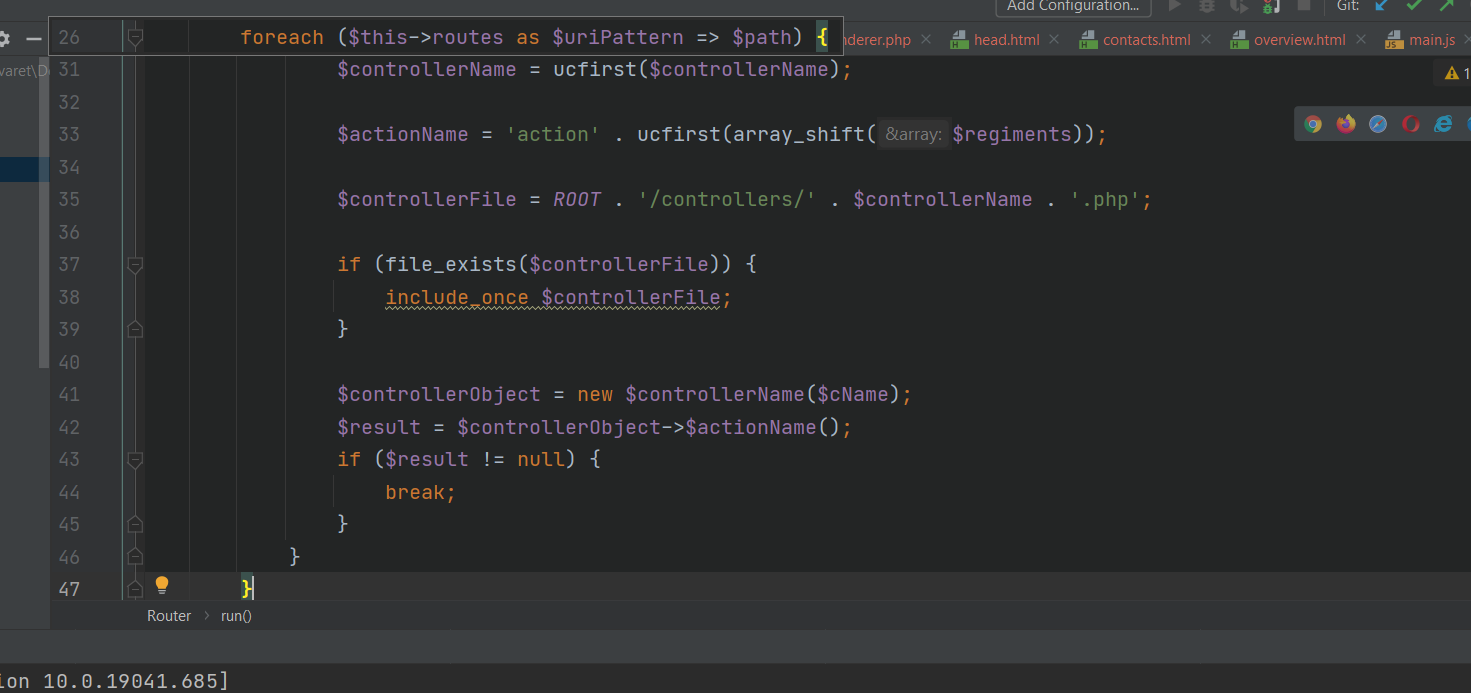 Add Configuration...
Git:
26 foreach ($this->routes as $uriPattern => $path) {
nderer.php
head.html
contacts.html
overview.html
main.js
varet\D
31 $controllerName = ucfirst($controllerName);
1
32
33 $actionName = 'action' . ucfirst(array_shift( &array: $regiments));
34
35 $controllerFile = ROOT . '/controllers/' . $controllerName . '.php';
36
37 if (file_exists($controllerFile)) {
38 include_once $controllerFile;
39 }
40
41 $controllerObject = new $controllerName($cName);
42 $result = $controllerObject->$actionName();
43 if ($result != null) {
44 break;
45 }
46 }
47 }
Router > run()
ion 10.0.19041.685]